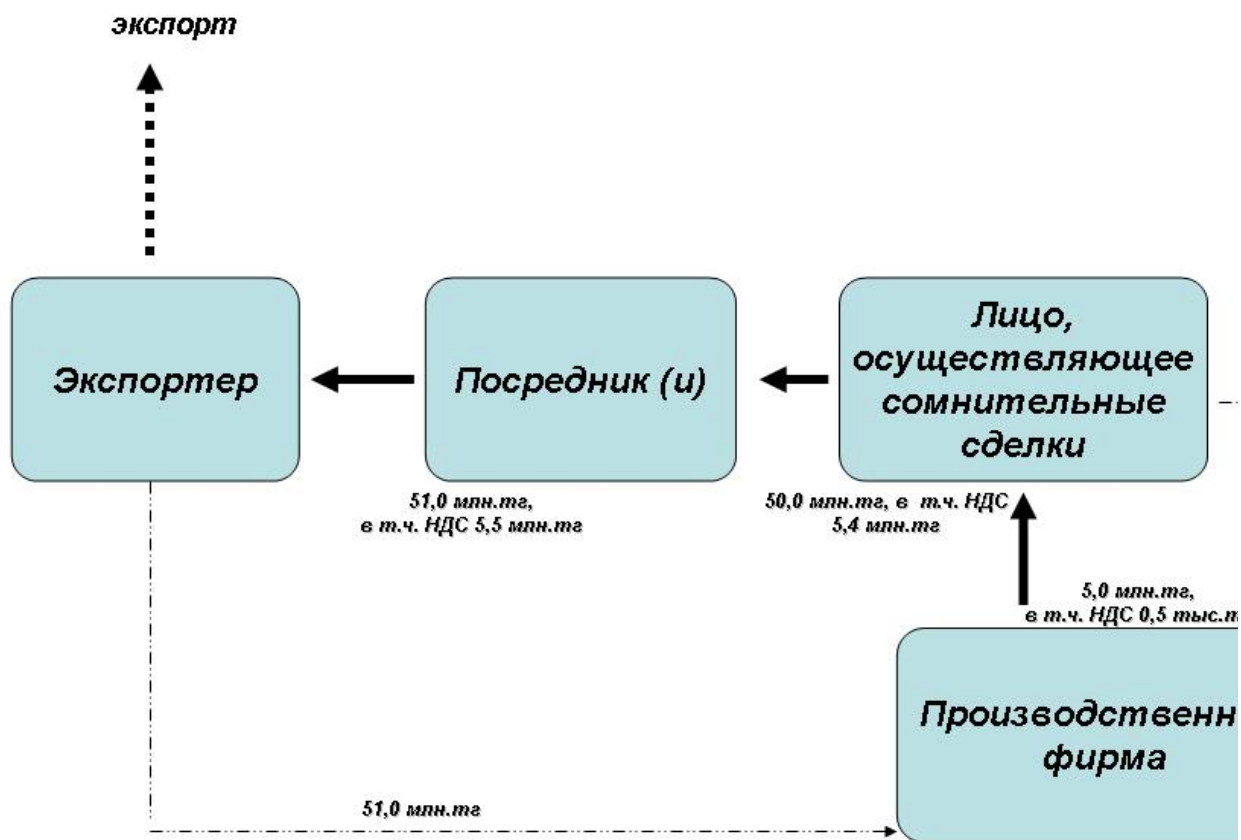 экспорт
Экспортер
Посредник (и)
Лицо,
осуществляющее
сомнительные
сделки
51,0 млн.тг,
в т.ч. НДС 5,5 млн.тг
50,0 млн.тг, в т.ч. НДС
5,4 млн.тг
5,0 млн.тг,
в т.ч. НДС 0,5 тыс.т
Производственн
фирма
51,0 млн.тг